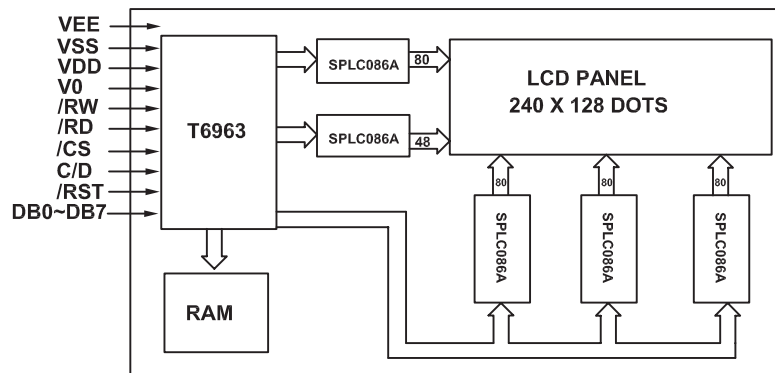 VEE
VSS
VDD
V0
/RW
/RD
/CS
C/D
/RST
DB0~DB7
T6963
RAM
SPLC086A
80
SPLC086A
48
LCD PANEL
240 X 128 DOTS
80
80
80
SPLC086A
SPLC086A
SPLC086A